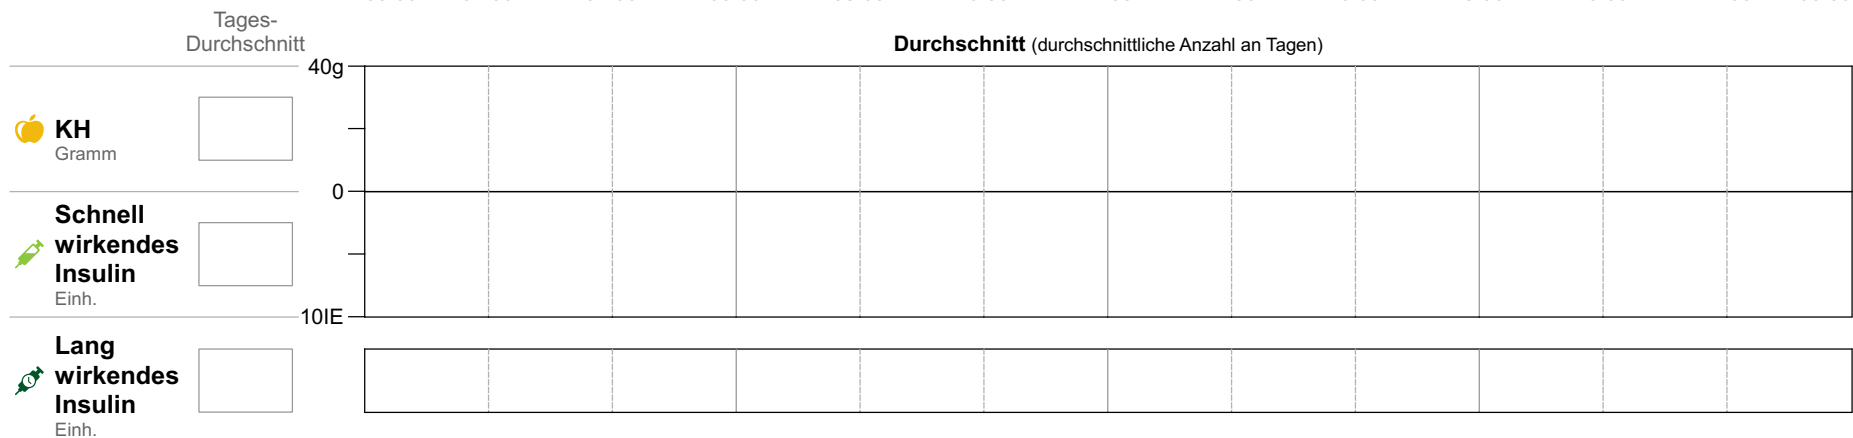 Tages-
Durchschnitt
Durchschnitt (durchschnittliche Anzahl an Tagen)
40g
KH
Gramm
0
Schnell
wirkendes
Insulin
Einh.
10IE
Lang
wirkendes
Insulin
Einh.